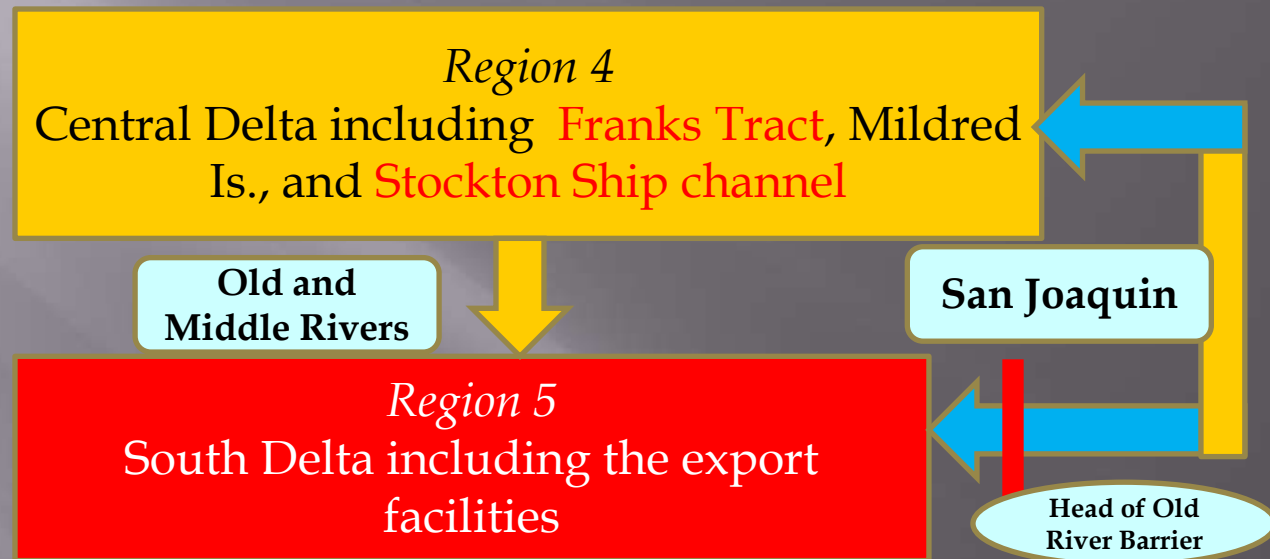 Region 4
Central Delta including Franks Tract, Mildred
Is., and Stockton Ship channel
Old and
Middle Rivers
San Joaquin
Region 5
South Delta including the export
facilities
Head of Old
River Barrier